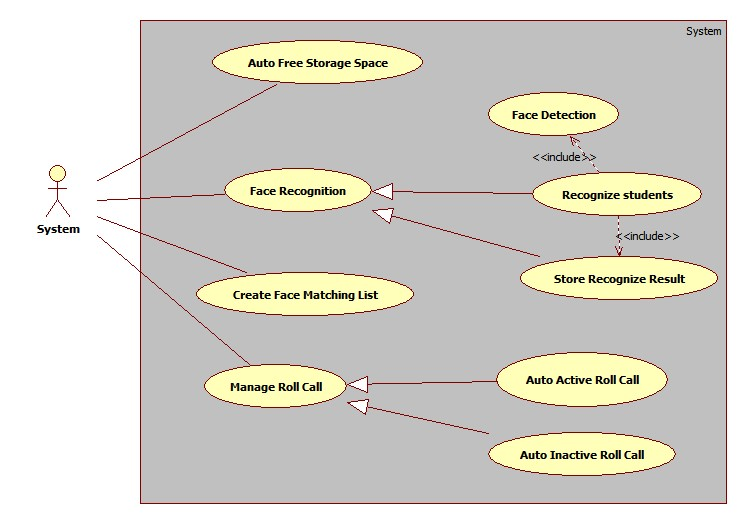 System
Auto Free Storage Space
Face Detection
<<include>>
Face Recognition
Recognize students
System
<<include>>
Store Recognize Result
Create Face Matching List
Manage Roll Call
Auto Active Roll Call
Auto Inactive Roll Call